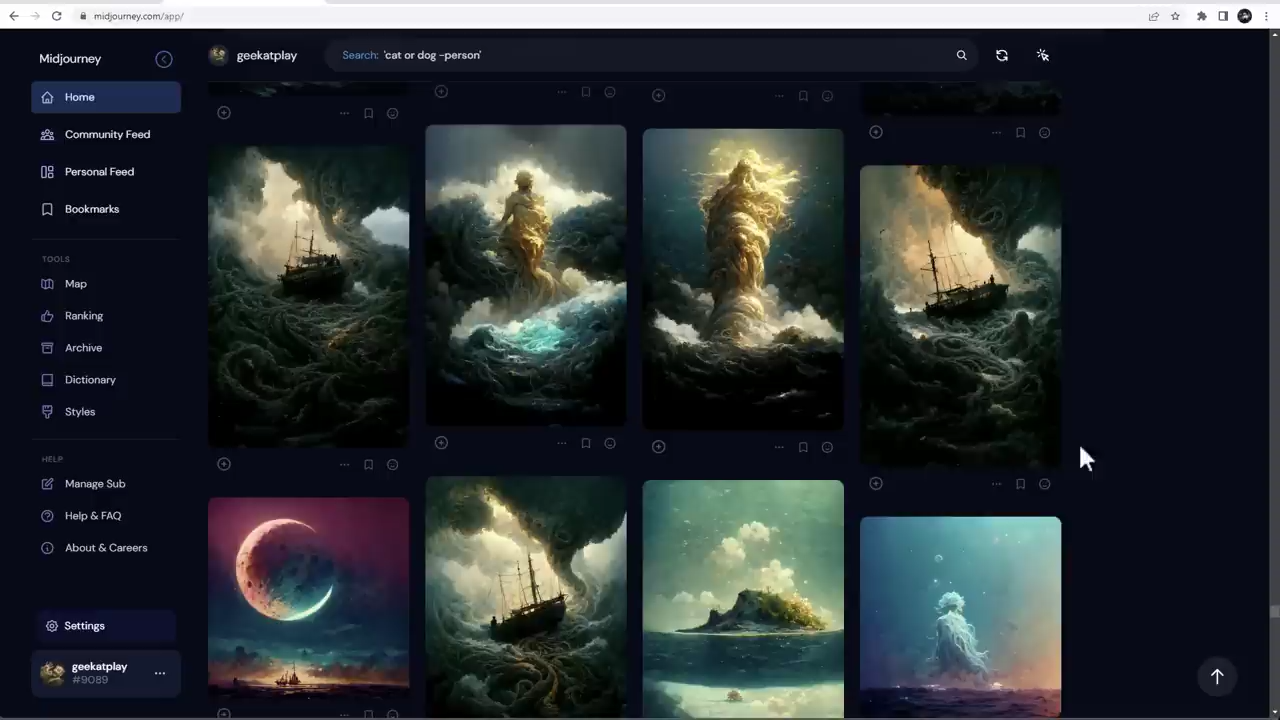 midjourney.com/app/
Midjourney
geekatplay
Search: 'cat or dog -person'
Home
Community Feed
Personal Feed
Bookmarks
TOOLS
Map
Ranking
Archive
Dictionary
Styles
HELP
Manage Sub
Help & FAQ
About & Careers
Settings
geekatplay
#9089